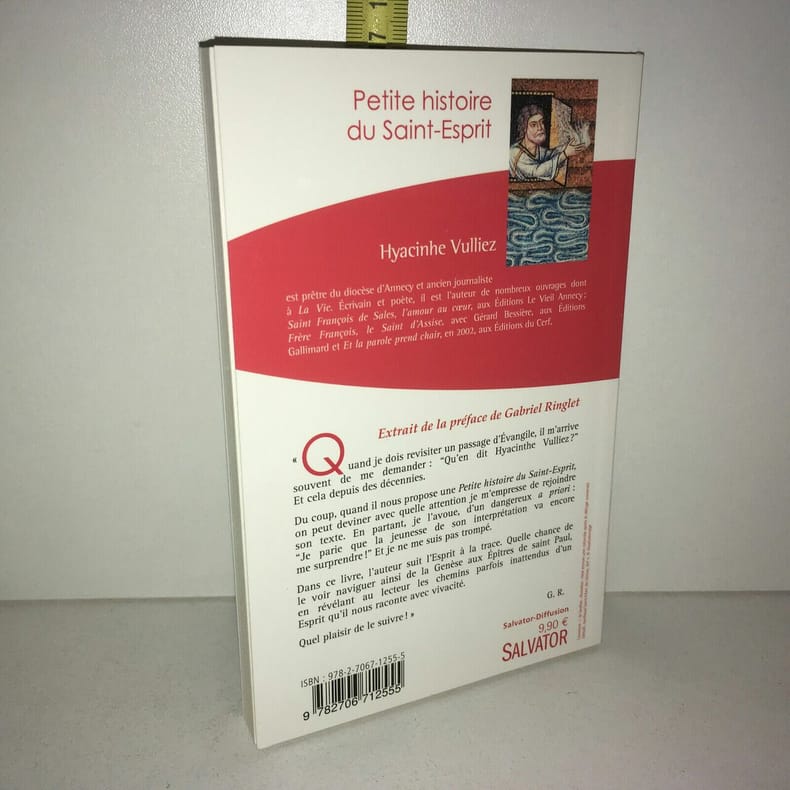 7 1
Petite histoire
du Saint-Esprit
Hyacinhe Vulliez
est prêtre du diocèse d'Annecy et ancien journaliste
à La Vie. Écrivain et poète, il est l'auteur de nombreux ouvrages dont
Saint François de Sales, l'amour au cœur, aux Éditions Le Vieil Annecy ;
Frère François, le Saint d'Assise, avec Gérard Bessière, aux Éditions
Gallimard et Et la parole prend chair, en 2002, aux Éditions du Cerf.
Extrait de la préface de Gabriel Ringlet
« Quand je dois revisiter un passage d'Évangile, il m'arrive
souvent de me demander : "Qu'en dit Hyacinthe Vulliez ?"
Et cela depuis des décennies.
Du coup, quand il nous propose une Petite histoire du Saint-Esprit,
on peut deviner avec quelle attention je m'empresse de rejoindre
son texte. En partant, je l'avoue, d'un dangereux a priori :
"Je parie que la jeunesse de son interprétation va encore
me surprendre !" Et je ne me suis pas trompé.
Dans ce livre, l'auteur suit l'Esprit à la trace. Quelle chance de
le voir naviguer ainsi de la Genèse aux Épîtres de saint Paul,
en révélant au lecteur les chemins parfois inattendus d'un
Esprit qu'il nous raconte avec vivacité.
Quel plaisir de le suivre ! »
G. R.
Salvator-Diffusion
9,90 €
SALVATOR
ISBN : 978-2-7067-1255-5
9 782706 712555